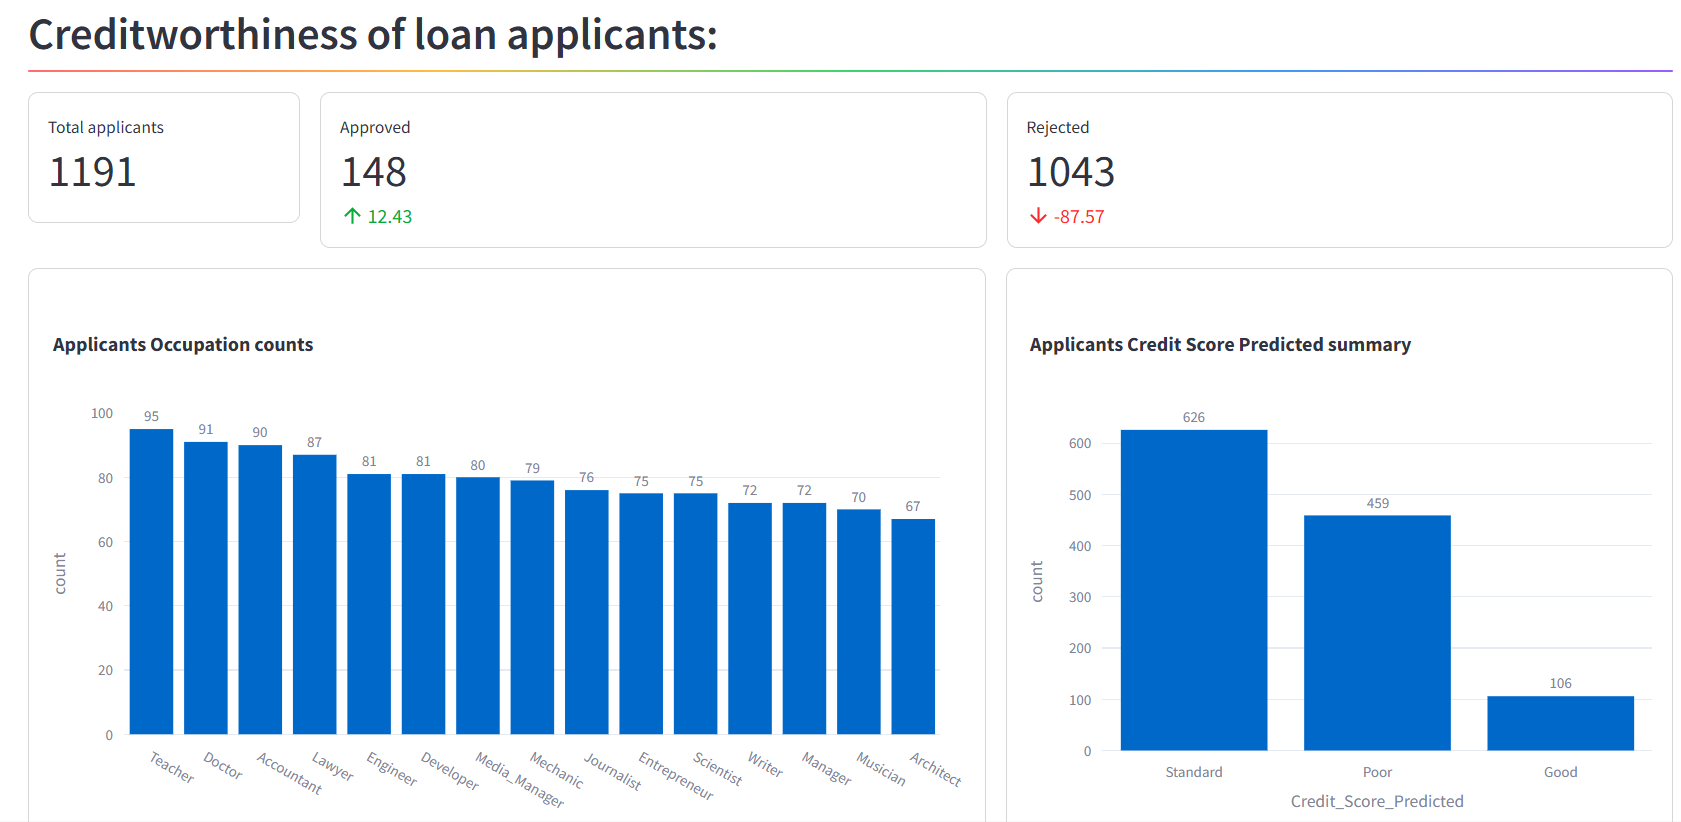 Creditworthiness of loan applicants:
Total applicants
1191
Approved
148
12.43
Rejected
1043
-87.57
Applicants Occupation counts
count
100
80
60
40
20
0
95
91
90
87
81
81
80
79
76
75
75
72
72
70
67
Teacher
Doctor
Accountant
Lawyer
Engineer
Developer
Media_Manager
Mechanic
Journalist
Entrepreneur
Scientist
Writer
Manager
Musician
Architect
Applicants Credit Score Predicted summary
count
600
500
400
300
200
100
0
626
459
106
Standard
Poor
Good
Credit_Score_Predicted